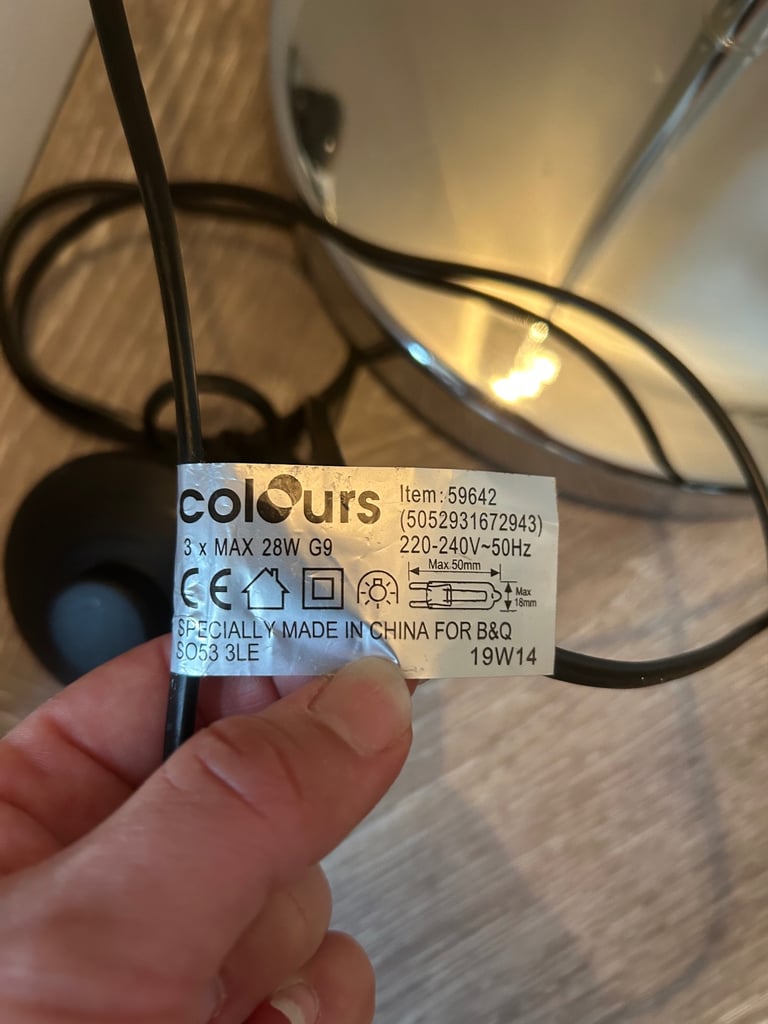 colours
Item: 59642
(5052931672943)
3 x MAX 28W G9
220-240V~50Hz
Max.50mm
CE
Max
18mm
SPECIALLY MADE IN CHINA FOR B&Q
SO53 3LE
19W14